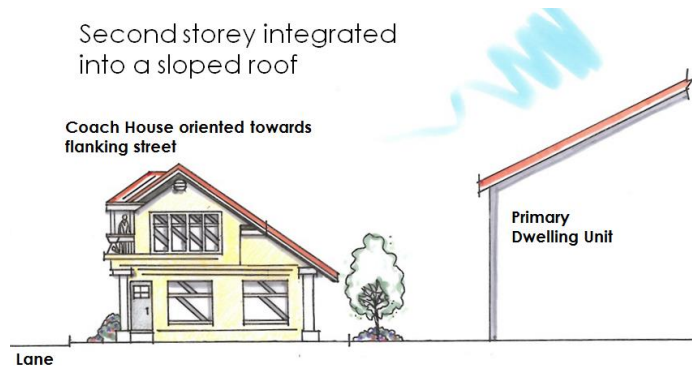 Second storey integrated
into a sloped roof
Coach House oriented towards
flanking street
Primary
Dwelling Unit
1
Lane